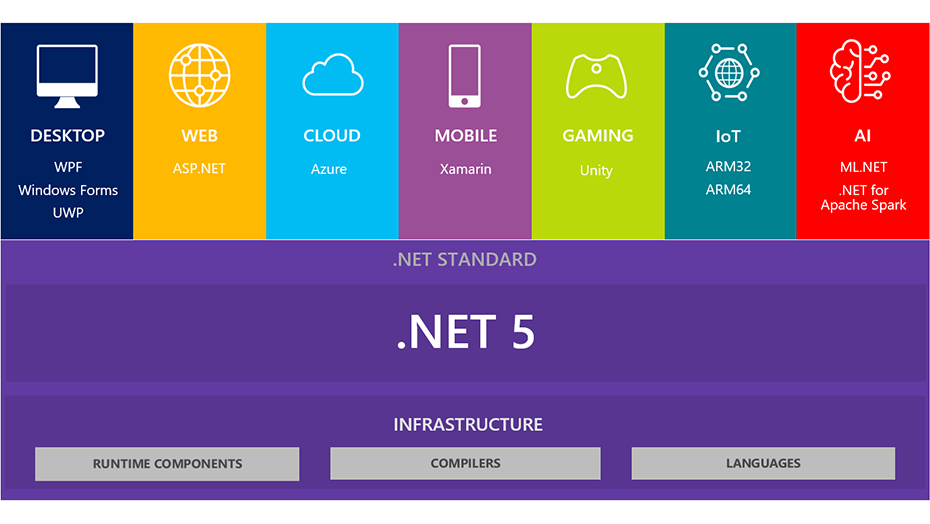 DESKTOP
WPF
Windows Forms
UWP
WEB
ASP.NET
CLOUD
Azure
MOBILE
Xamarin
GAMING
Unity
IoT
ARM32
ARM64
AI
ML.NET
.NET for
Apache Spark
.NET STANDARD
.NET 5
INFRASTRUCTURE
RUNTIME COMPONENTS
COMPILERS
LANGUAGES